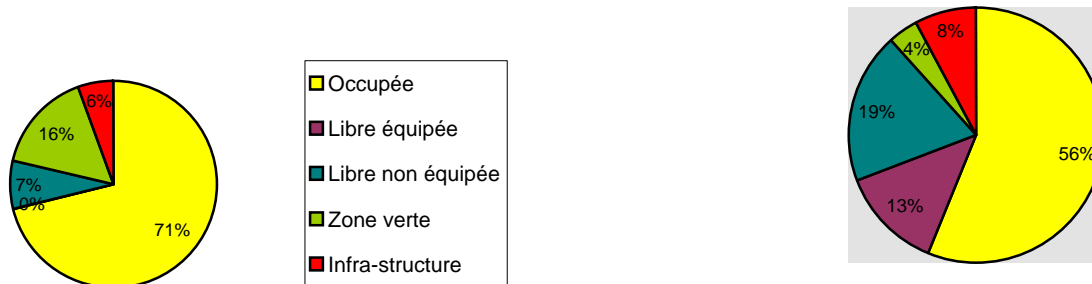 6%
16%
7%
0%
71%
Occupée
Libre équipée
Libre non équipée
Zone verte
Infra-structure
8%
4%
19%
56%
13%